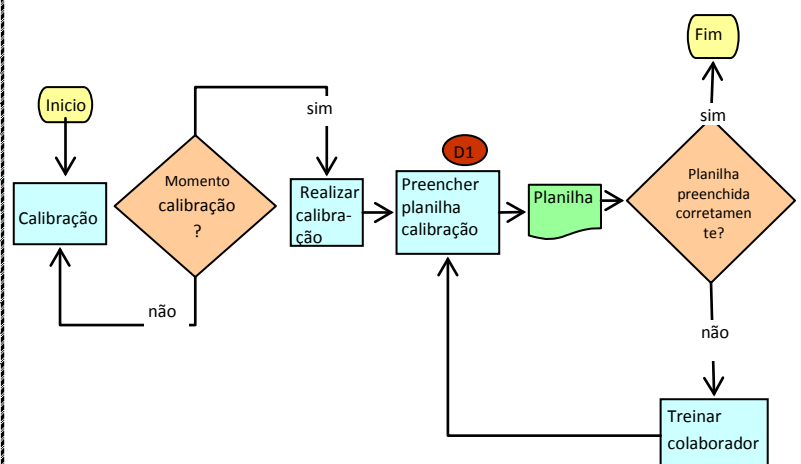 Inicio
Calibração
Momento
calibração
?
sim
não
Realizar
calibra-
ção
D1
Preencher
planilha
calibração
Planilha
Planilha
preenchida
corretamen
te?
sim
Fim
não
Treinar
colaborador